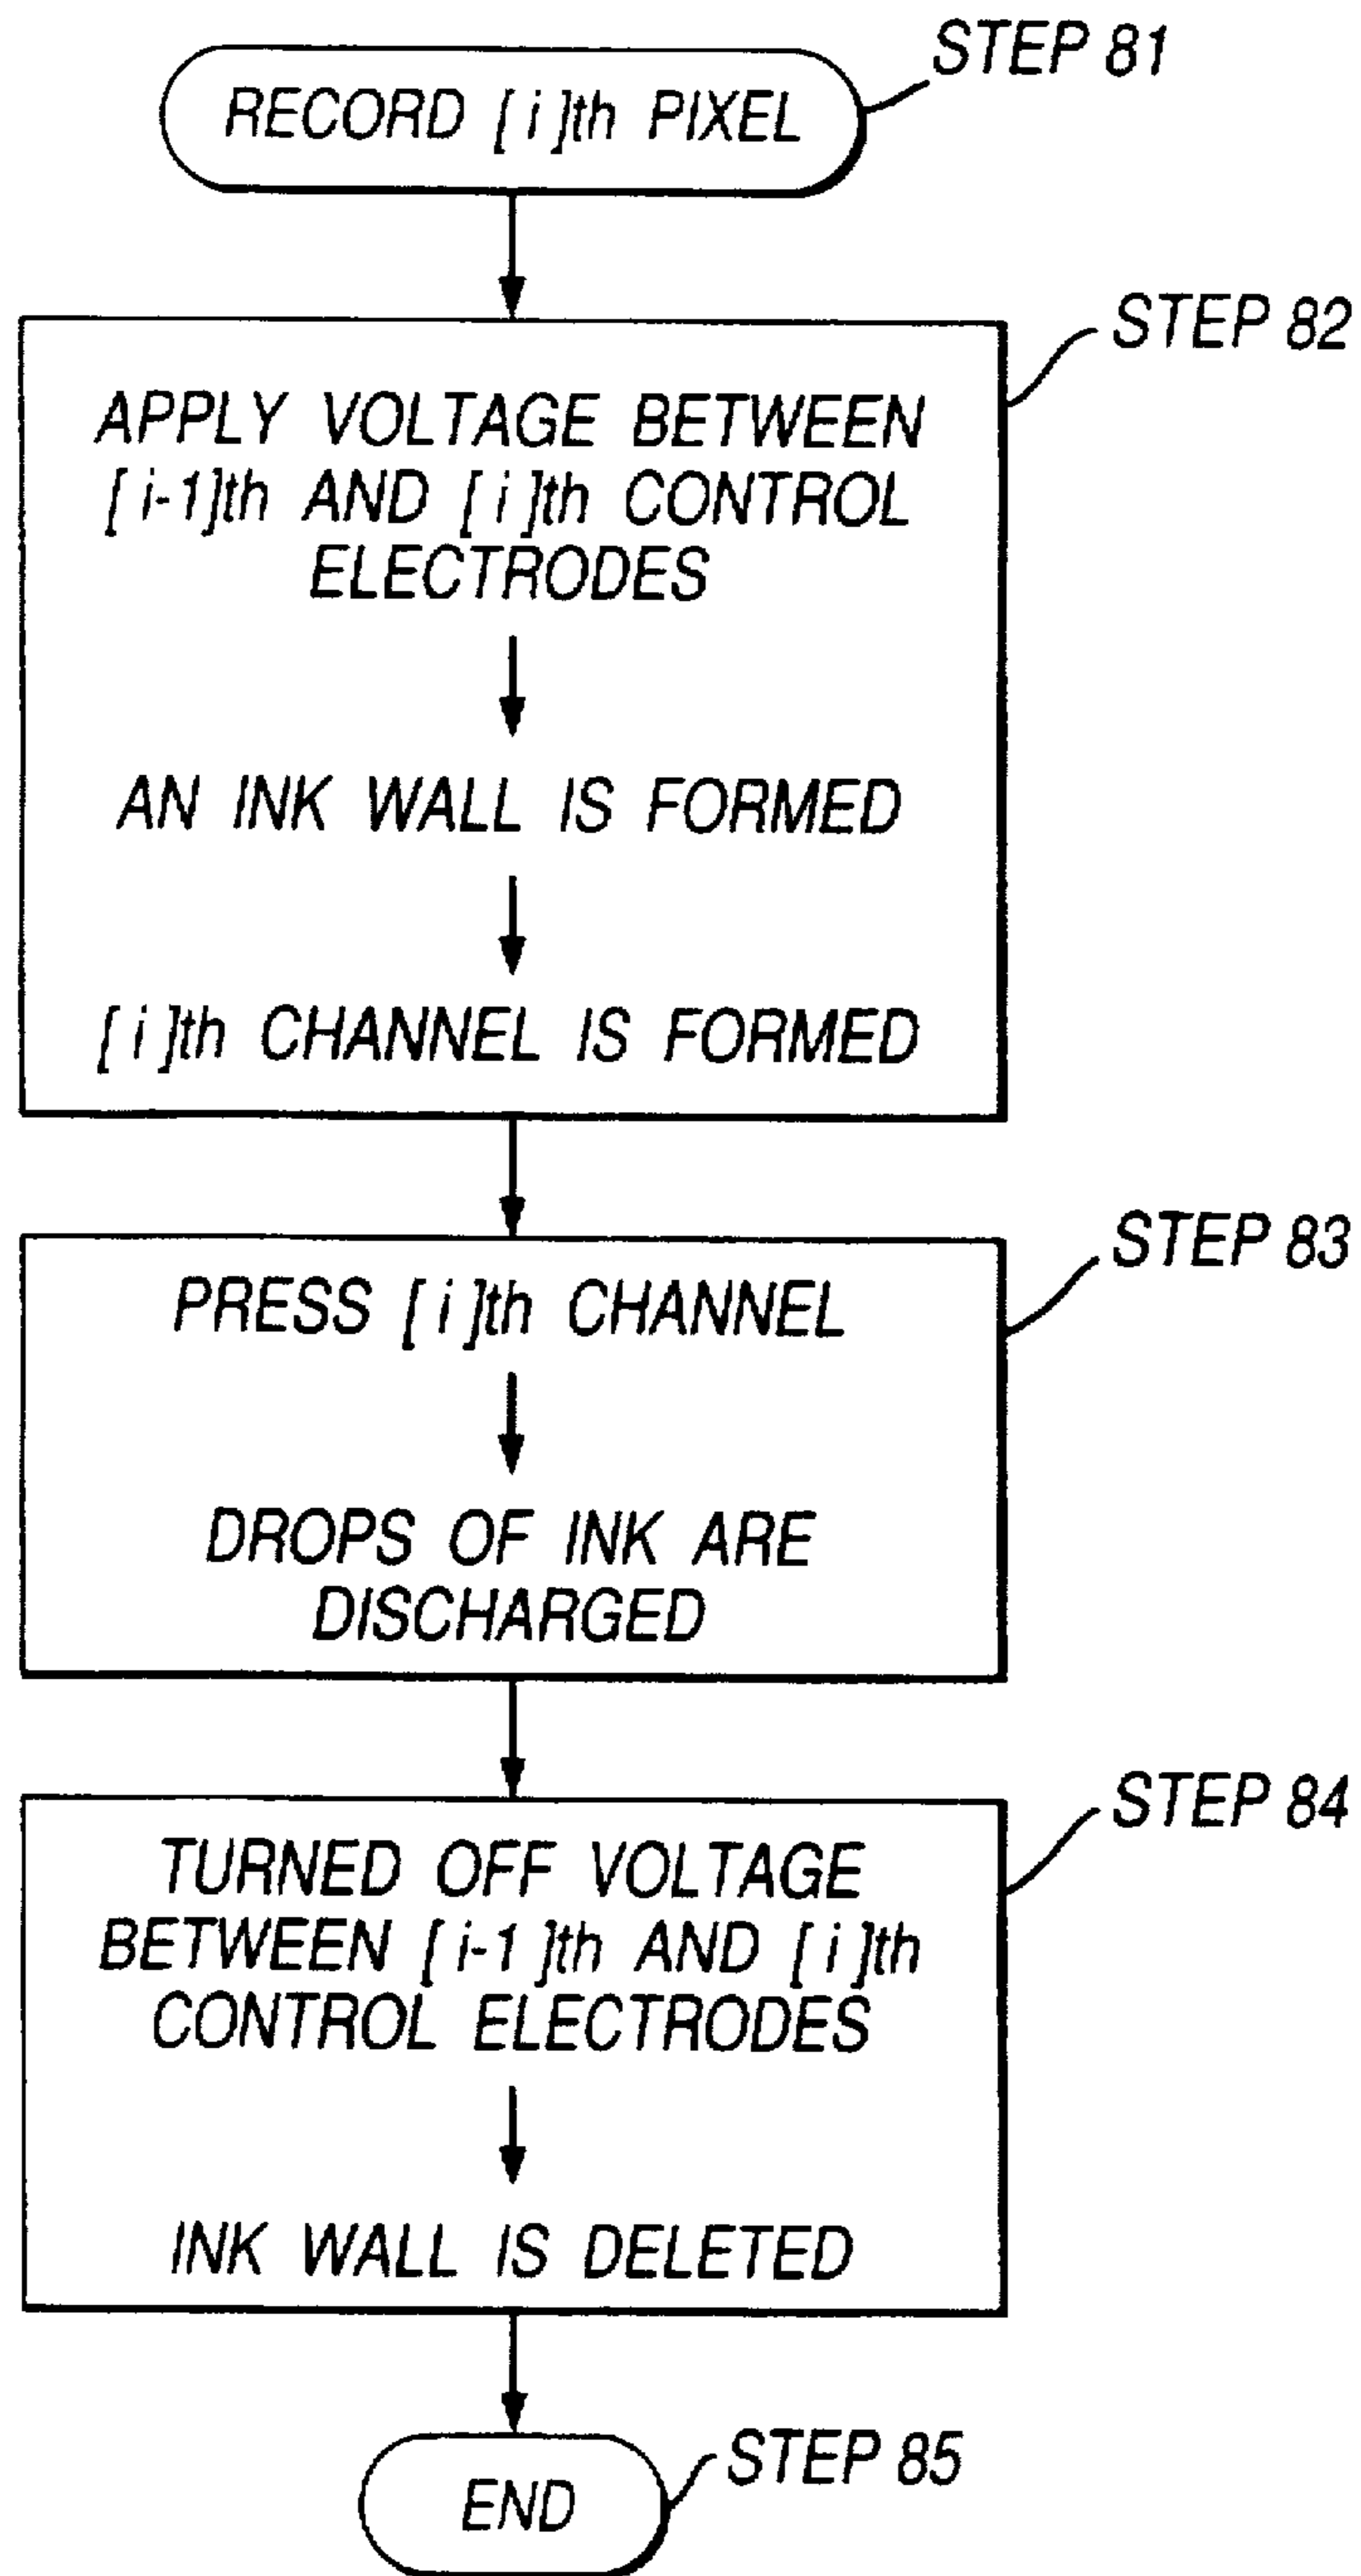 STEP 81
RECORD [ i ]th PIXEL
STEP 82
APPLY VOLTAGE BETWEEN
[ i-1]th AND [ i ]th CONTROL
ELECTRODES
AN INK WALL IS FORMED
[ i ]th CHANNEL IS FORMED
STEP 83
PRESS [ i ]th CHANNEL
DROPS OF INK ARE
DISCHARGED
STEP 84
TURNED OFF VOLTAGE
BETWEEN [ i-1 ]th AND [ i ]th
CONTROL ELECTRODES
INK WALL IS DELETED
STEP 85
END